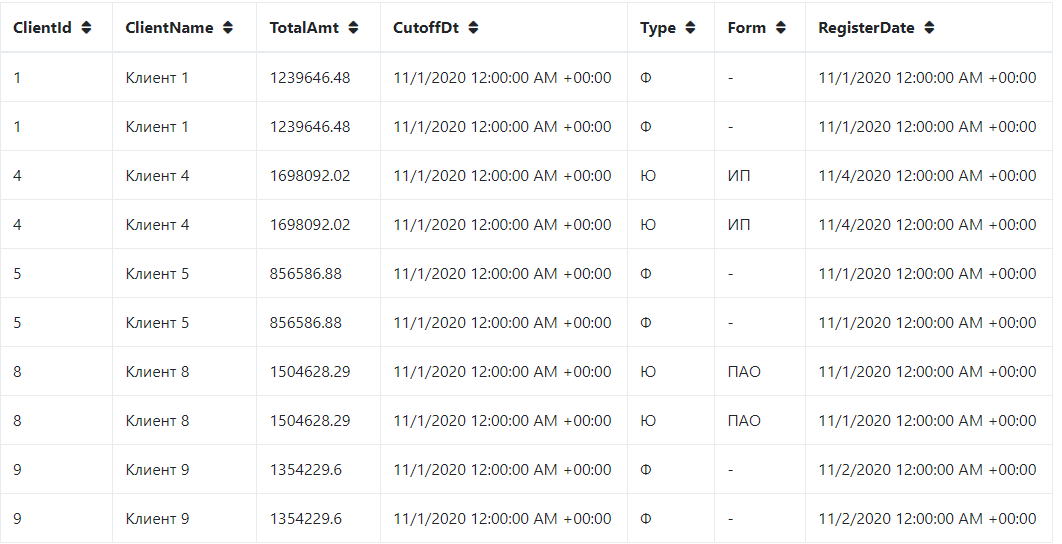 ClientId ClientName TotalAmt CutoffDt Type Form RegisterDate
1 Клиент 1 1239646.48 11/1/2020 12:00:00 AM +00:00 Ф - 11/1/2020 12:00:00 AM +00:00
1 Клиент 1 1239646.48 11/1/2020 12:00:00 AM +00:00 Ф - 11/1/2020 12:00:00 AM +00:00
4 Клиент 4 1698092.02 11/1/2020 12:00:00 AM +00:00 Ю ИП 11/4/2020 12:00:00 AM +00:00
4 Клиент 4 1698092.02 11/1/2020 12:00:00 AM +00:00 Ю ИП 11/4/2020 12:00:00 AM +00:00
5 Клиент 5 856586.88 11/1/2020 12:00:00 AM +00:00 Ф - 11/1/2020 12:00:00 AM +00:00
5 Клиент 5 856586.88 11/1/2020 12:00:00 AM +00:00 Ф - 11/1/2020 12:00:00 AM +00:00
8 Клиент 8 1504628.29 11/1/2020 12:00:00 AM +00:00 Ю ПАО 11/1/2020 12:00:00 AM +00:00
8 Клиент 8 1504628.29 11/1/2020 12:00:00 AM +00:00 Ю ПАО 11/1/2020 12:00:00 AM +00:00
9 Клиент 9 1354229.6 11/1/2020 12:00:00 AM +00:00 Ф - 11/2/2020 12:00:00 AM +00:00
9 Клиент 9 1354229.6 11/1/2020 12:00:00 AM +00:00 Ф - 11/2/2020 12:00:00 AM +00:00